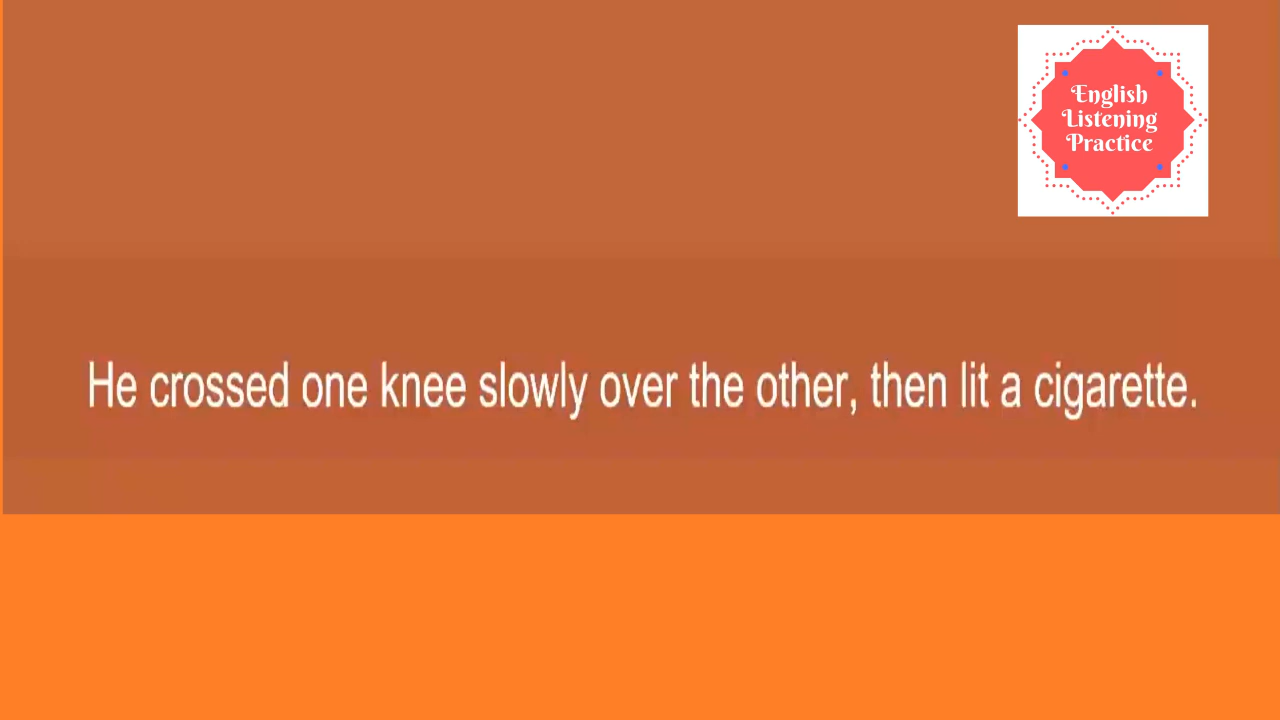 English
Listening
Practice
He crossed one knee slowly over the other, then lit a cigarette.